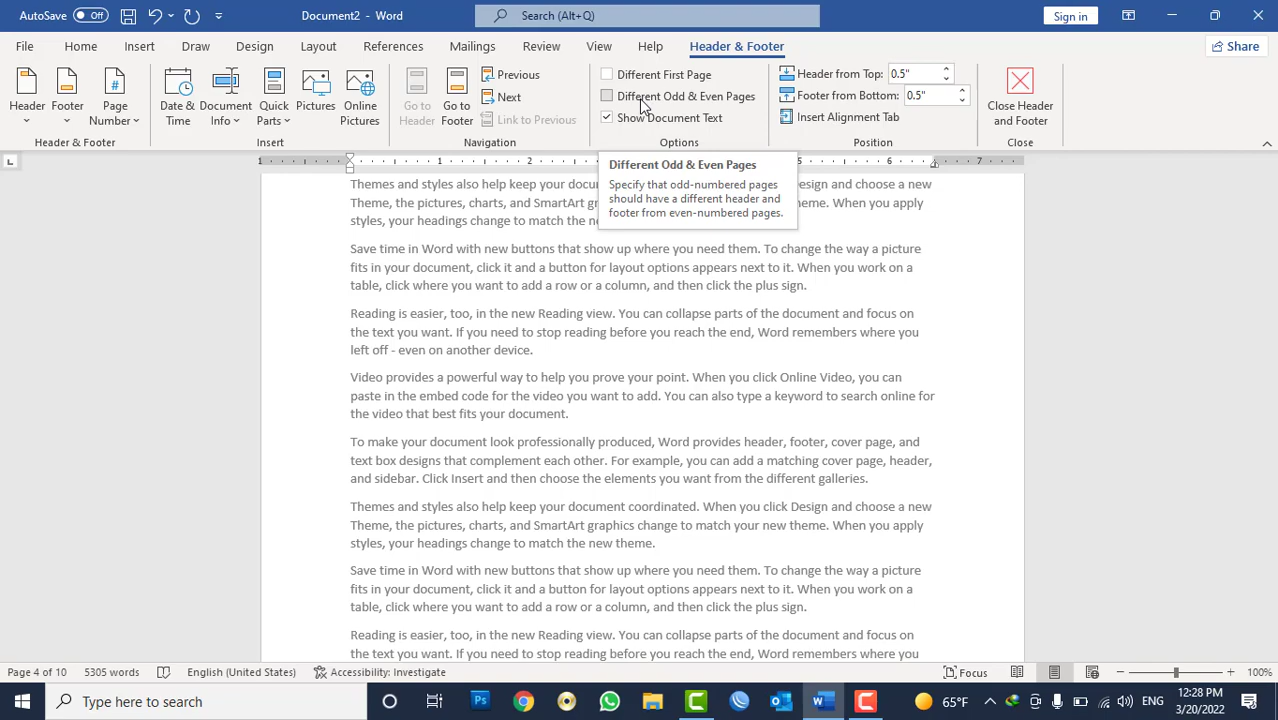 AutoSave Off Document2 - Word Search (Alt+Q) Sign in
File Home Insert Draw Design Layout References Mailings Review View Help Header & Footer Share
Header Footer Page Number
Header & Footer
Date & Time Document Info Quick Parts Pictures Online Pictures
Insert
Go to Header Go to Footer Previous
Next
Link to Previous
Navigation
Different First Page
Different Odd & Even Pages
Show Document Text
Options
Header from Top: 0.5"
Footer from Bottom: 0.5"
Insert Alignment Tab
Position
Close Header and Footer
Close
Different Odd & Even Pages
Specify that odd-numbered pages
should have a different header and
footer from even-numbered pages.
Themes and styles also help keep your docu esign and choose a new
Theme, the pictures, charts, and SmartArt gr eme. When you apply
styles, your headings change to match the ne
Save time in Word with new buttons that show up where you need them. To change the way a picture
fits in your document, click it and a button for layout options appears next to it. When you work on a
table, click where you want to add a row or a column, and then click the plus sign.
Reading is easier, too, in the new Reading view. You can collapse parts of the document and focus on
the text you want. If you need to stop reading before you reach the end, Word remembers where you
left off - even on another device.
Video provides a powerful way to help you prove your point. When you click Online Video, you can
paste in the embed code for the video you want to add. You can also type a keyword to search online for
the video that best fits your document.
To make your document look professionally produced, Word provides header, footer, cover page, and
text box designs that complement each other. For example, you can add a matching cover page, header,
and sidebar. Click Insert and then choose the elements you want from the different galleries.
Themes and styles also help keep your document coordinated. When you click Design and choose a new
Theme, the pictures, charts, and SmartArt graphics change to match your new theme. When you apply
styles, your headings change to match the new theme.
Save time in Word with new buttons that show up where you need them. To change the way a picture
fits in your document, click it and a button for layout options appears next to it. When you work on a
table, click where you want to add a row or a column, and then click the plus sign.
Reading is easier, too, in the new Reading view. You can collapse parts of the document and focus on
the text you want. If you need to stop reading before you reach the end, Word remembers where you
Page 4 of 10 5305 words English (United States) Accessibility: Investigate Focus 100%
Type here to search 65°F ENG 12:28 PM
3/20/2022